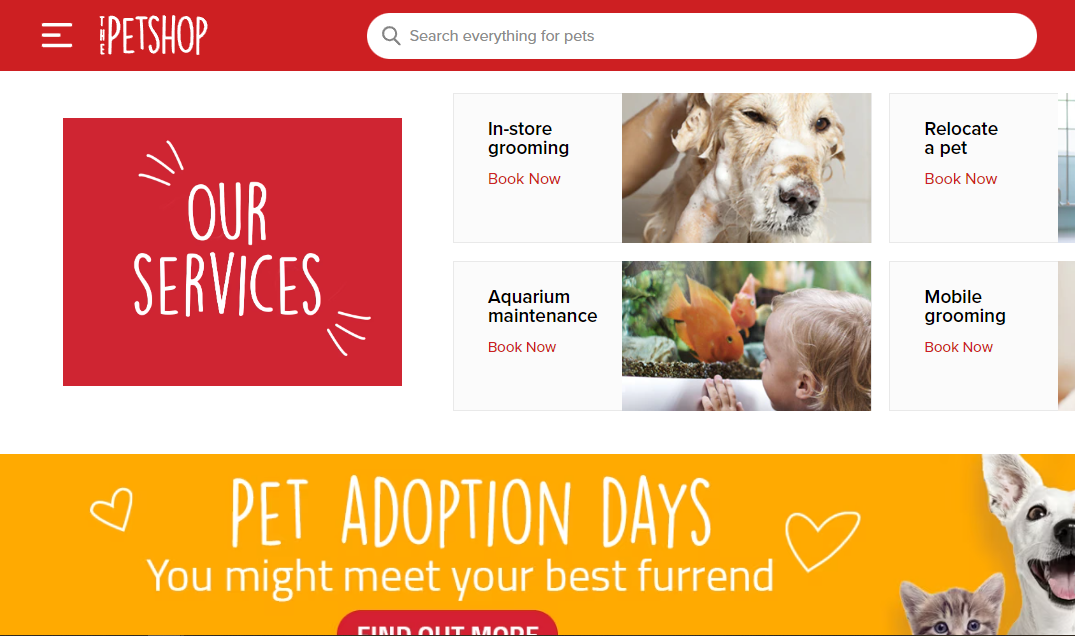 THE PETSHOP
Search everything for pets
OUR
SERVICES
In-store
grooming
Book Now
Relocate
a pet
Book Now
Aquarium
maintenance
Book Now
Mobile
grooming
Book Now
PET ADOPTION DAYS
You might meet your best furrend
FIND OUT MORE